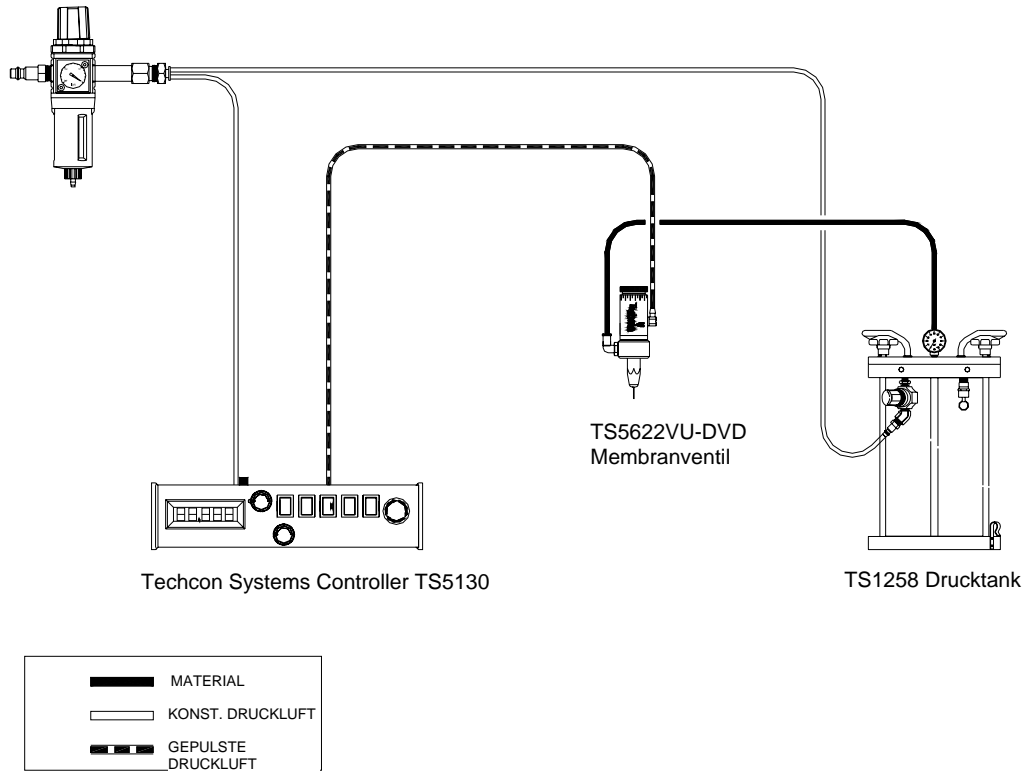 TS5622VU-DVD
Membranventil
Techcon Systems Controller TS5130
TS1258 Drucktank
MATERIAL
KONST. DRUCKLUFT
GEPULSTE
DRUCKLUFT